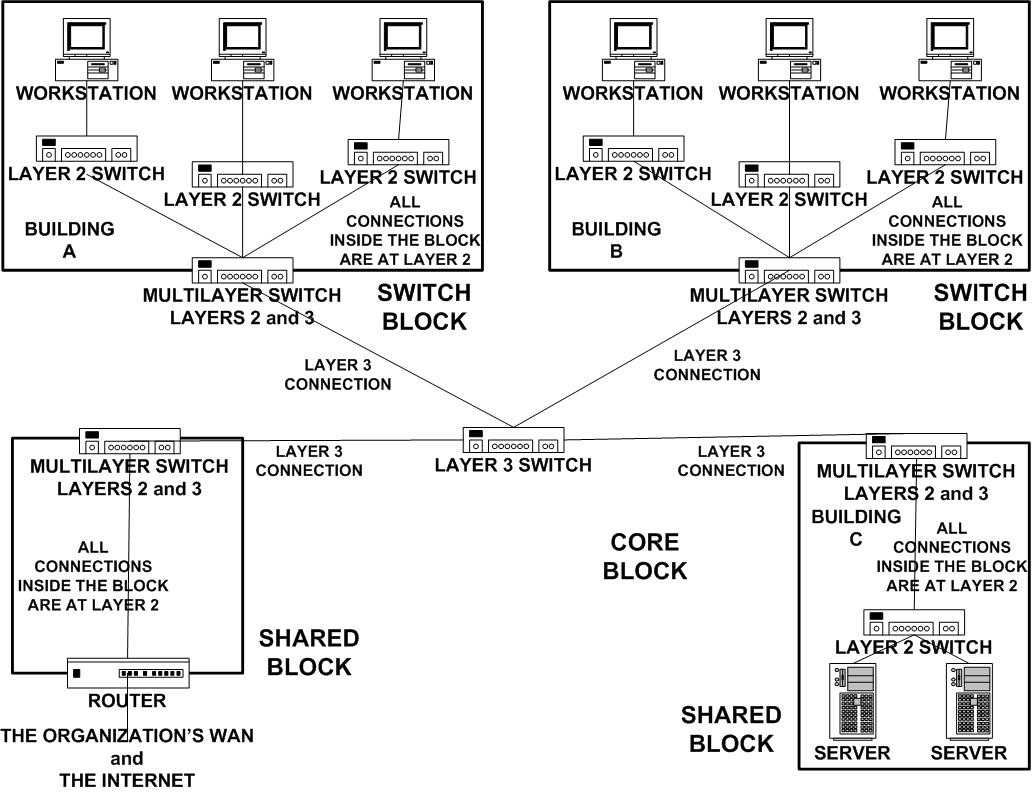 WORKSTATION WORKSTATION WORKSTATION
LAYER 2 SWITCH
LAYER 2 SWITCH
LAYER 2 SWITCH
BUILDING
A
ALL
CONNECTIONS
INSIDE THE BLOCK
ARE AT LAYER 2
MULTILAYER SWITCH
LAYERS 2 and 3
SWITCH
BLOCK
WORKSTATION WORKSTATION WORKSTATION
LAYER 2 SWITCH
LAYER 2 SWITCH
LAYER 2 SWITCH
BUILDING
B
ALL
CONNECTIONS
INSIDE THE BLOCK
ARE AT LAYER 2
MULTILAYER SWITCH
LAYERS 2 and 3
SWITCH
BLOCK
LAYER 3
CONNECTION
LAYER 3
CONNECTION
MULTILAYER SWITCH
LAYERS 2 and 3
LAYER 3
CONNECTION
LAYER 3 SWITCH
LAYER 3
CONNECTION
MULTILAYER SWITCH
LAYERS 2 and 3
BUILDING
C
ALL
CONNECTIONS
INSIDE THE BLOCK
ARE AT LAYER 2
CORE
BLOCK
ALL
CONNECTIONS
INSIDE THE BLOCK
ARE AT LAYER 2
SHARED
BLOCK
LAYER 2 SWITCH
ROUTER
SHARED
BLOCK
SERVER SERVER
THE ORGANIZATION'S WAN
and
THE INTERNET